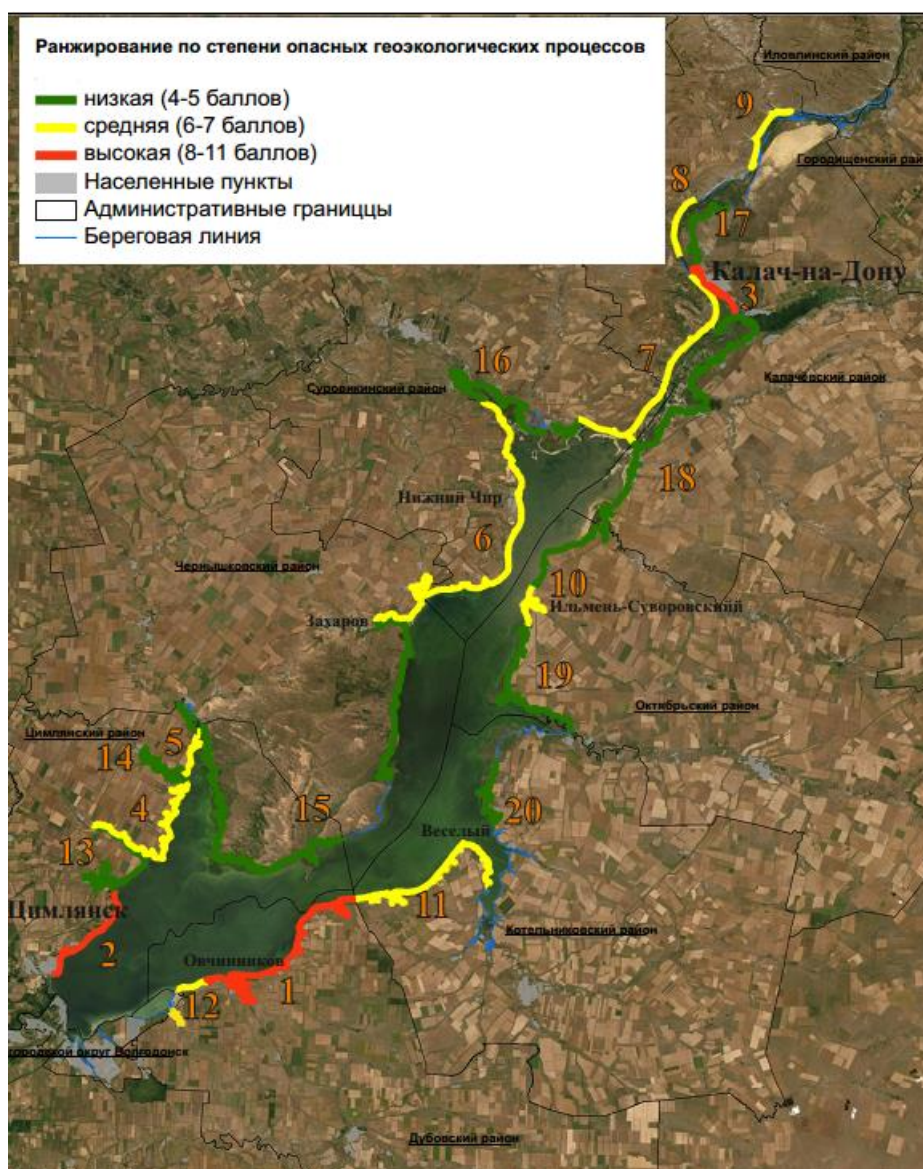 Ранжирование по степени опасных геоэкологических процессов
низкая (4-5 баллов)
средняя (6-7 баллов)
высокая (8-11 баллов)
Населенные пункты
Административные границцы
Береговая линия
Иловлинский район
9
Городищенский рай
8
17
Калач-на-Дону
3
16
7
Суровикинский район
Калачёвский район
18
Нижний Чир
6
Чернышковский район
10
Ильмень-Суворовскийй
Захаров
19
Октябрьский район
Цимлянский район
5
14
4
15
20
Веселый
13
11
Цимлянск
Котельниковский район
2
Овчинников
1
12
городской округ Волгодонск
Дубовский район